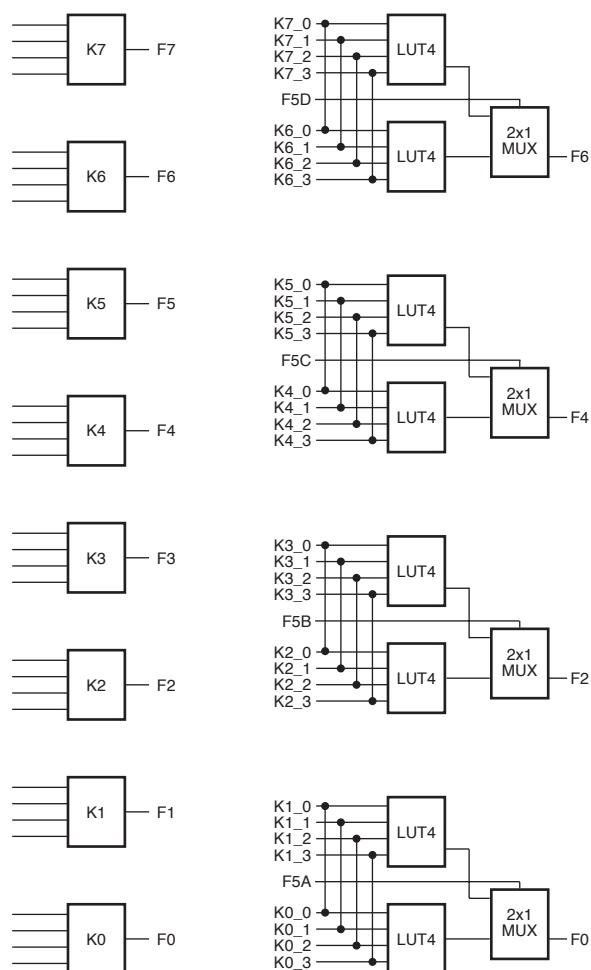 K7 F7
K6 F6
K5 F5
K4 F4
K3 F3
K2 F2
K1 F1
K0 F0
K7_0
K7_1
K7_2
K7_3
LUT4
F5D
K6_0
K6_1
K6_2
K6_3
LUT4
2x1
MUX
F6
K5_0
K5_1
K5_2
K5_3
LUT4
F5C
K4_0
K4_1
K4_2
K4_3
LUT4
2x1
MUX
F4
K3_0
K3_1
K3_2
K3_3
LUT4
F5B
K2_0
K2_1
K2_2
K2_3
LUT4
2x1
MUX
F2
K1_0
K1_1
K1_2
K1_3
LUT4
F5A
K0_0
K0_1
K0_2
K0_3
LUT4
2x1
MUX
F0